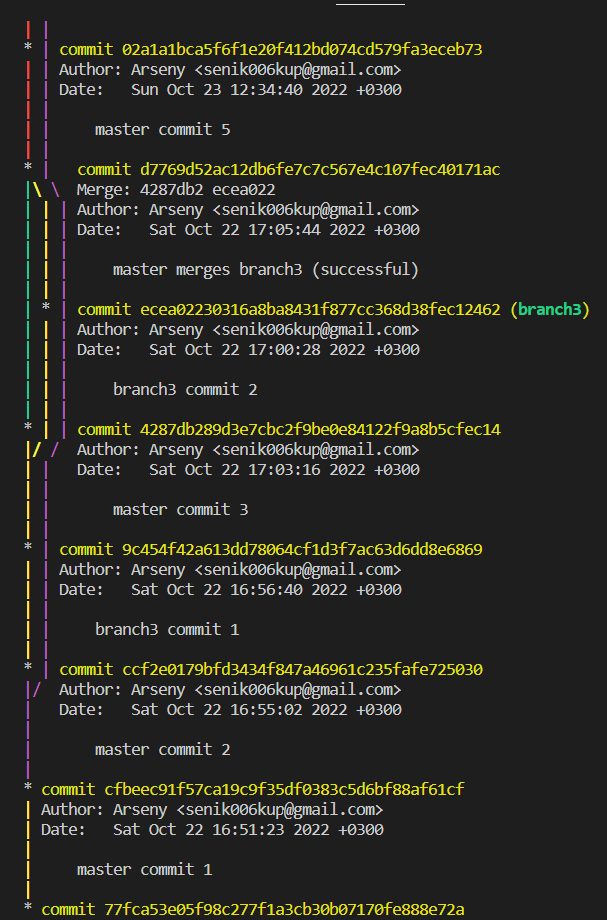 | |
* | commit 02a1a1bca5f6f1e20f412bd074cd579fa3eceb73
| | Author: Arseny <senik006kup@gmail.com>
| | Date:   Sun Oct 23 12:34:40 2022 +0300
| |
| |     master commit 5
| |
* |   commit d7769d52ac12db6fe7c7c567e4c107fec40171ac
|\ \  Merge: 4287db2 ecea022
| | | Author: Arseny <senik006kup@gmail.com>
| | | Date:   Sat Oct 22 17:05:44 2022 +0300
| | |
| | |     master merges branch3 (successful)
| | |
| * | commit ecea02230316a8ba8431f877cc368d38fec12462 (branch3)
| | | Author: Arseny <senik006kup@gmail.com>
| | | Date:   Sat Oct 22 17:00:28 2022 +0300
| | |
| | |     branch3 commit 2
| | |
* | | commit 4287db289d3e7cbc2f9be0e84122f9a8b5cfec14
|/ /  Author: Arseny <senik006kup@gmail.com>
| |   Date:   Sat Oct 22 17:03:16 2022 +0300
| |
| |       master commit 3
| |
* | commit 9c454f42a613dd78064cf1d3f7ac63d6dd8e6869
| | Author: Arseny <senik006kup@gmail.com>
| | Date:   Sat Oct 22 16:56:40 2022 +0300
| |
| |     branch3 commit 1
| |
* | commit ccf2e0179bfd3434f847a46961c235fafe725030
|/  Author: Arseny <senik006kup@gmail.com>
|   Date:   Sat Oct 22 16:55:02 2022 +0300
|
|       master commit 2
|
* commit cfbeec91f57ca19c9f35df0383c5d6bf88af61cf
| Author: Arseny <senik006kup@gmail.com>
| Date:   Sat Oct 22 16:51:23 2022 +0300
|
|     master commit 1
|
* commit 77fca53e05f98c277f1a3cb30b07170fe888e72a